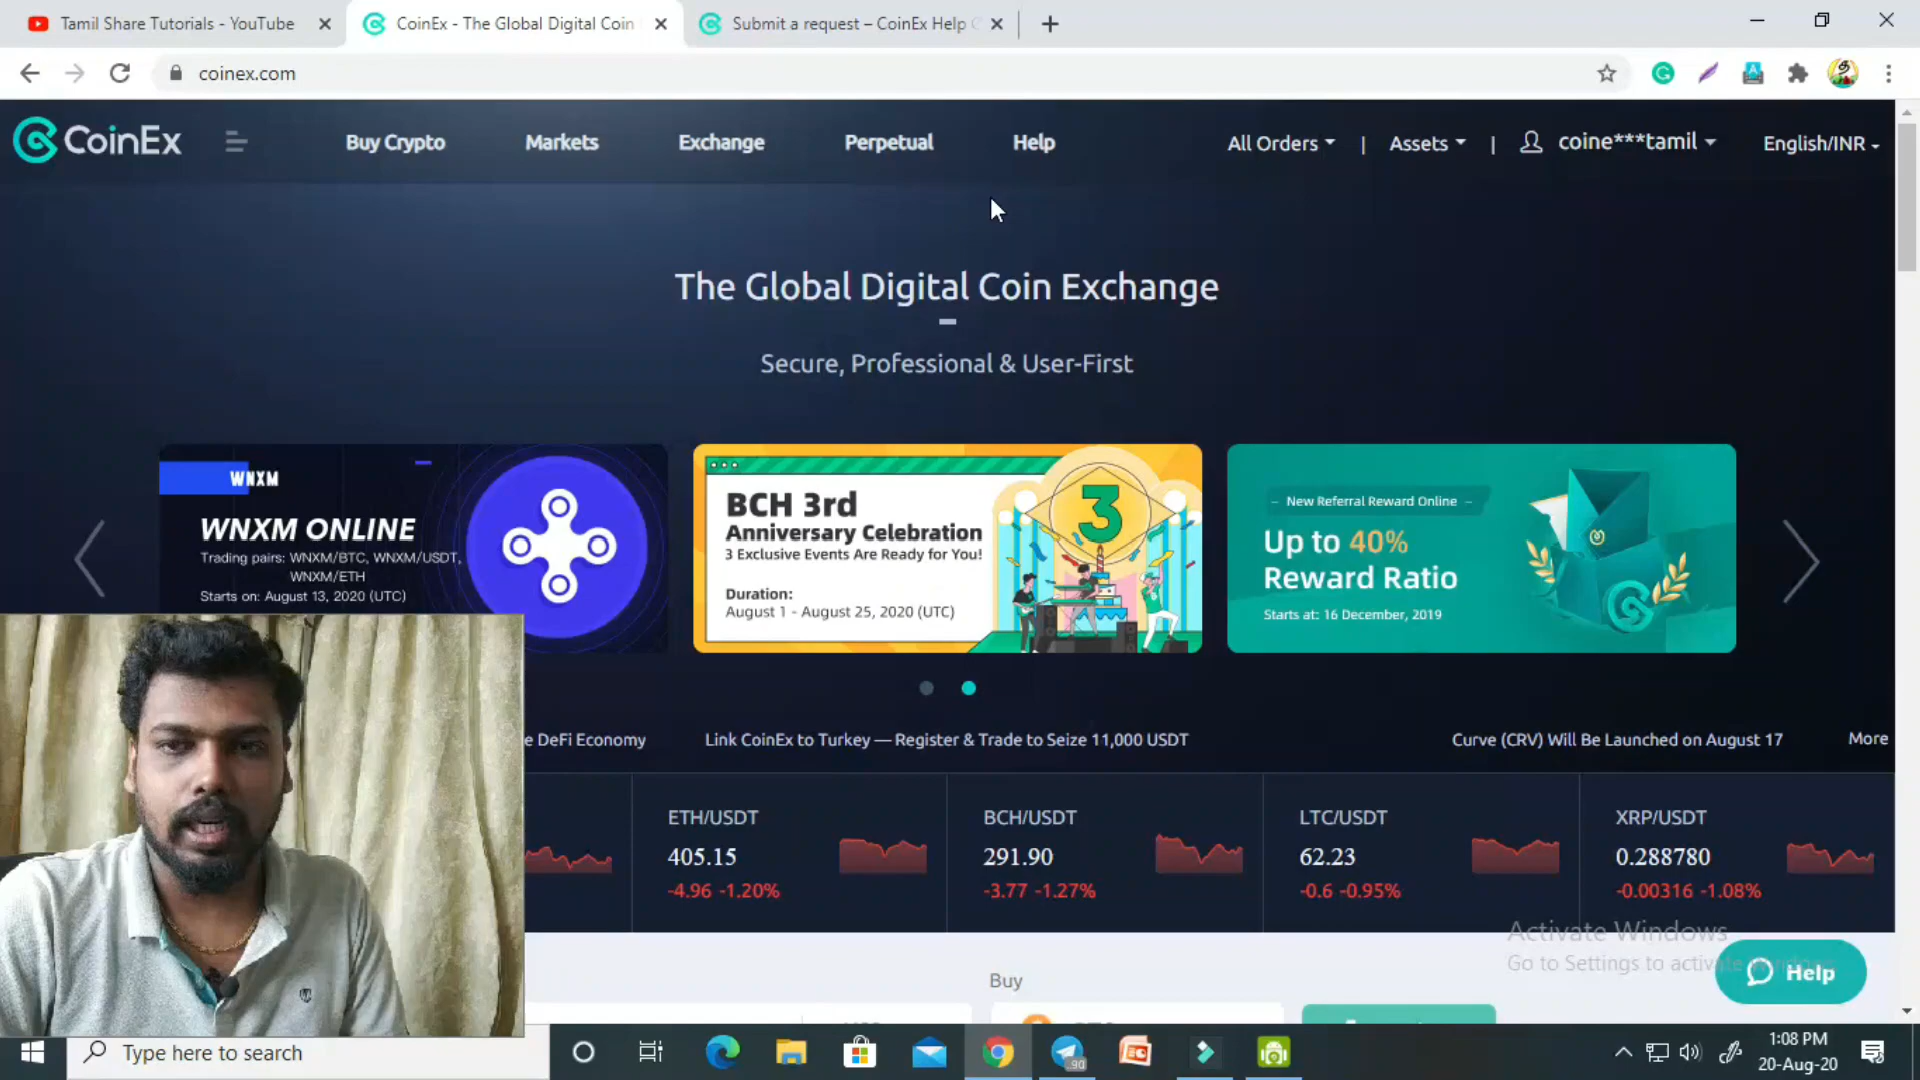 Tamil Share Tutorials - YouTube
CoinEx - The Global Digital Coin
Submit a request – CoinEx Help C
coinex.com
CoinEx
Buy Crypto
Markets
Exchange
Perpetual
Help
All Orders
|
Assets
|
coine***tamil
English/INR
The Global Digital Coin Exchange
Secure, Professional & User-First
WNXM
WNXM ONLINE
Trading pairs: WNXM/BTC, WNXM/USDT,
WNXM/ETH
Starts on: August 13, 2020 (UTC)
BCH 3rd
Anniversary Celebration
3 Exclusive Events Are Ready for You!
Duration:
August 1 - August 25, 2020 (UTC)
3
– New Referral Reward Online –
Up to 40%
Reward Ratio
Starts at: 16 December, 2019
e DeFi Economy
Link CoinEx to Turkey — Register & Trade to Seize 11,000 USDT
Curve (CRV) Will Be Launched on August 17
More
ETH/USDT
405.15
-4.96 -1.20%
BCH/USDT
291.90
-3.77 -1.27%
LTC/USDT
62.23
-0.6 -0.95%
XRP/USDT
0.288780
-0.00316 -1.08%
Activate Windows
Go to Settings to activate
Help
Buy
Type here to search
90
1:08 PM
20-Aug-20